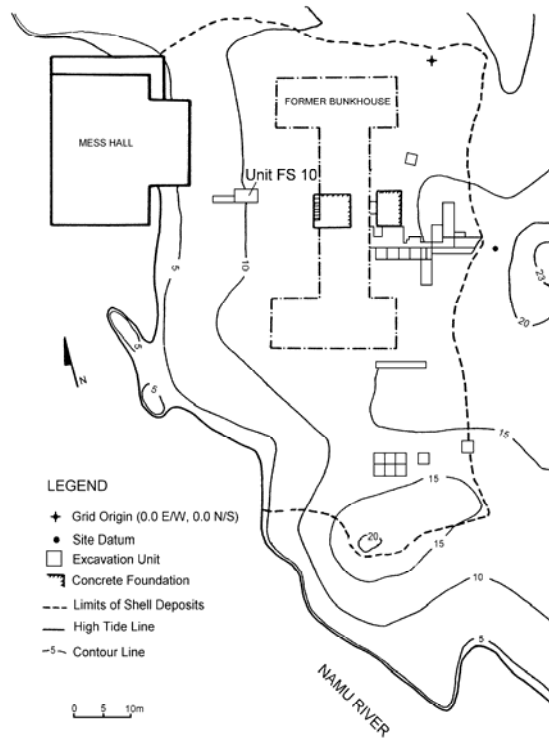 FORMER BUNKHOUSE
MESS HALL
Unit FS 10
5
10
23
20
5
5
N
15
15
20
15
10
5
LEGEND
Grid Origin (0.0 E/W, 0.0 N/S)
Site Datum
Excavation Unit
Concrete Foundation
Limits of Shell Deposits
High Tide Line
5 Contour Line
0 5 10m
NAMU RIVER